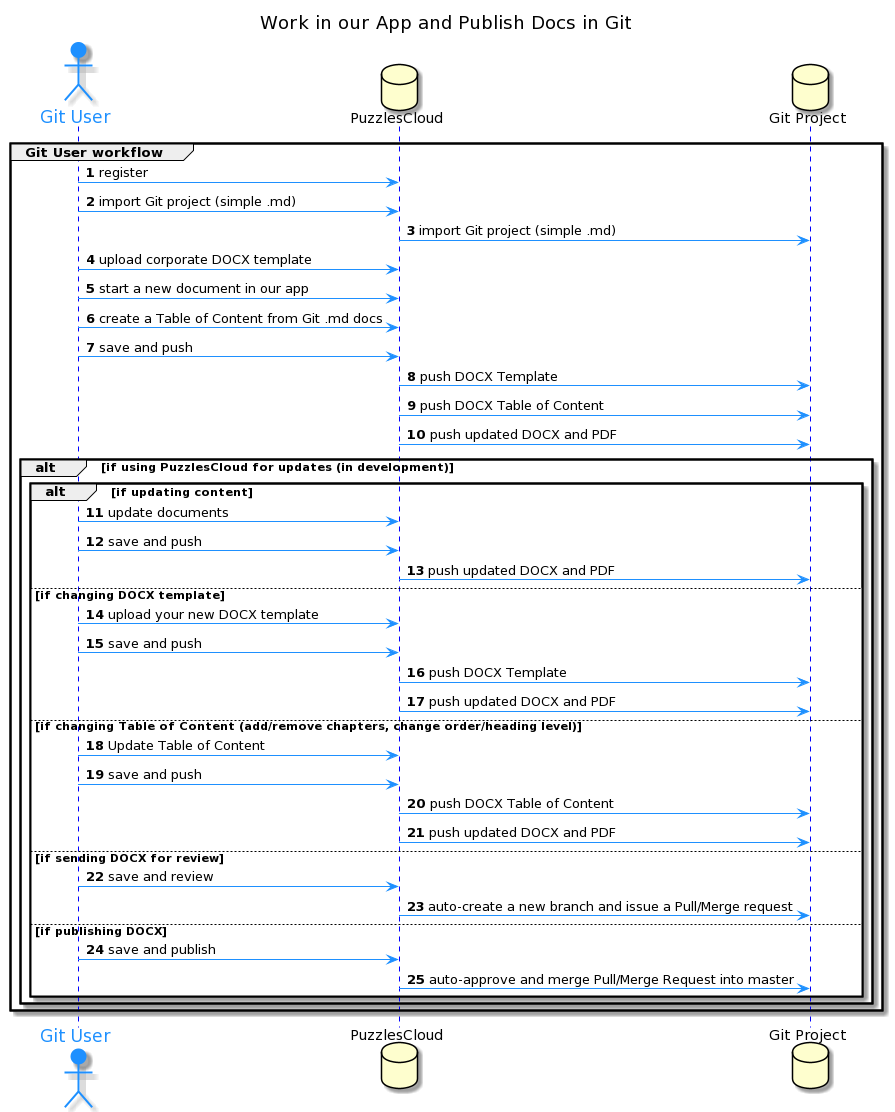 Work in our App and Publish Docs in Git
Git User
PuzzlesCloud
Git Project
Git User workflow
1 register
2 import Git project (simple .md)
3 import Git project (simple .md)
4 upload corporate DOCX template
5 start a new document in our app
6 create a Table of Content from Git .md docs
7 save and push
8 push DOCX Template
9 push DOCX Table of Content
10 push updated DOCX and PDF
alt [if using PuzzlesCloud for updates (in development)]
alt [if updating content]
11 update documents
12 save and push
13 push updated DOCX and PDF
[if changing DOCX template]
14 upload your new DOCX template
15 save and push
16 push DOCX Template
17 push updated DOCX and PDF
[if changing Table of Content (add/remove chapters, change order/heading level)]
18 Update Table of Content
19 save and push
20 push DOCX Table of Content
21 push updated DOCX and PDF
[if sending DOCX for review]
22 save and review
23 auto-create a new branch and issue a Pull/Merge request
[if publishing DOCX]
24 save and publish
25 auto-approve and merge Pull/Merge Request into master
Git User
PuzzlesCloud
Git Project